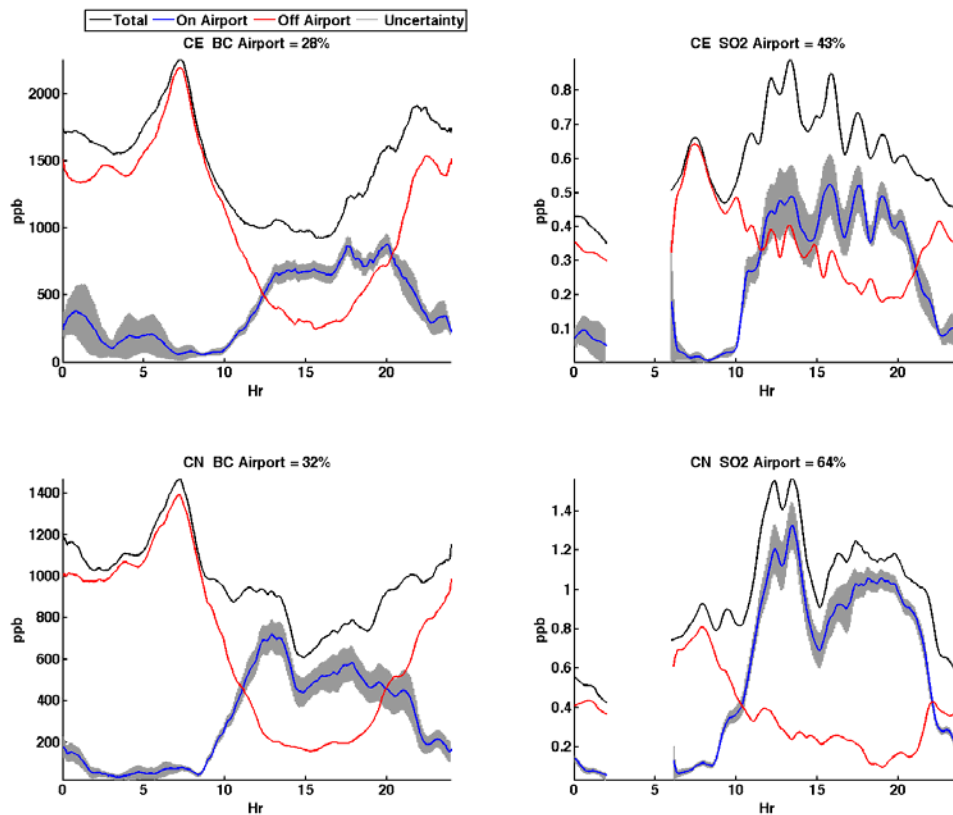 Total On Airport Off Airport Uncertainty
CE BC Airport = 28%
2000
1500
1000
500
0
ppb
0 5 10 15 20
Hr
CE SO2 Airport = 43%
0.8
0.7
0.6
0.5
0.4
0.3
0.2
0.1
ppb
0 5 10 15 20
Hr
CN BC Airport = 32%
1400
1200
1000
800
600
400
200
ppb
0 5 10 15 20
Hr
CN SO2 Airport = 64%
1.4
1.2
1
0.8
0.6
0.4
0.2
ppb
0 5 10 15 20
Hr